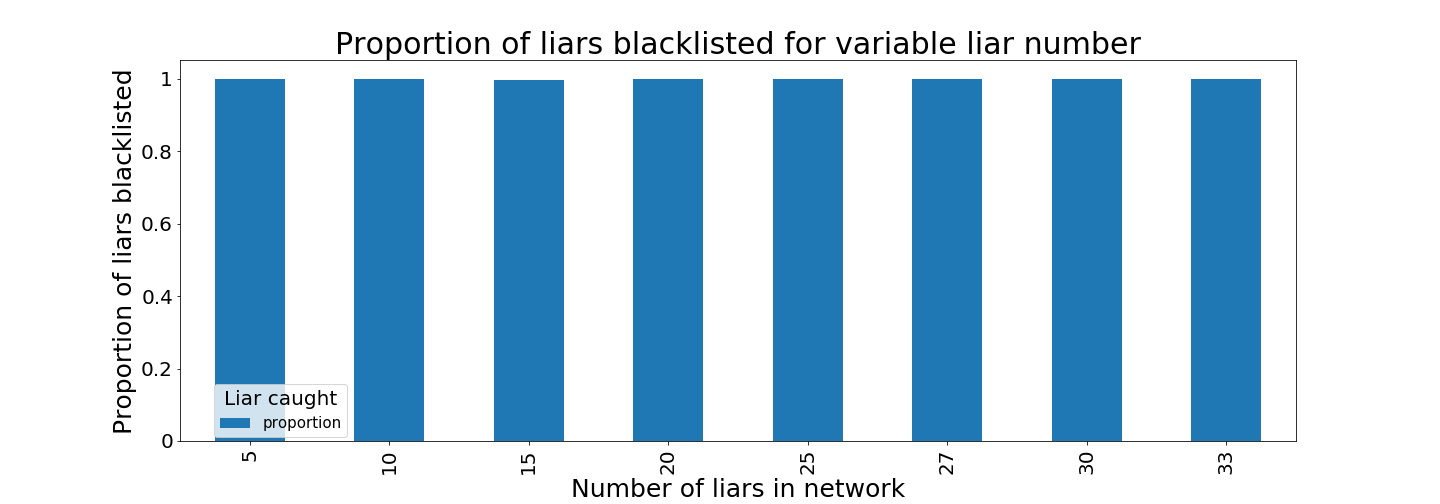 Proportion of liars blacklisted for variable liar number
Proportion of liars blacklisted
1
0.8
0.6
0.4
0.2
0
Liar caught
proportion
5 10 15 20 25 27 30 33
Number of liars in network